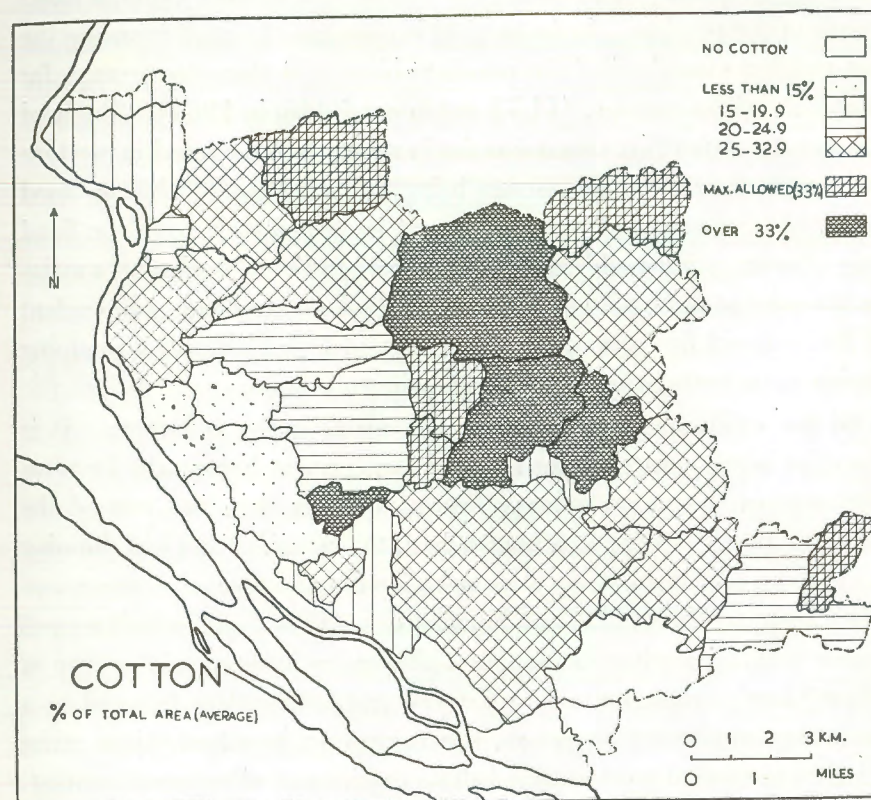 NO COTTON
LESS THAN 15%
15-19.9
20-24.9
25-32.9
MAX. ALLOWED (33%)
OVER 33%
N
COTTON
% OF TOTAL AREA (AVERAGE)
0 1 2 3 K.M.
0 1 MILES